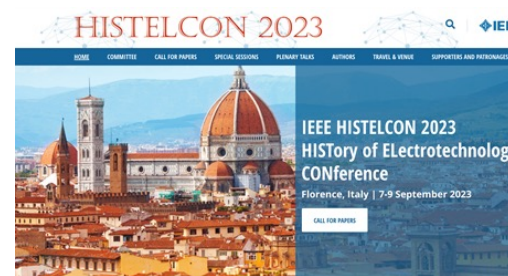 HISTELCON 2023
HOME COMMITTEE CALL FOR PAPERS SPECIAL SESSIONS PLENARY TALKS AUTHORS TRAVEL & VENUE SUPPORTERS AND PATRONAGES
IEEE HISTELCON 2023
HISTory of ELectrotechnolog
CONference
Florence, Italy | 7-9 September 2023
CALL FOR PAPERS